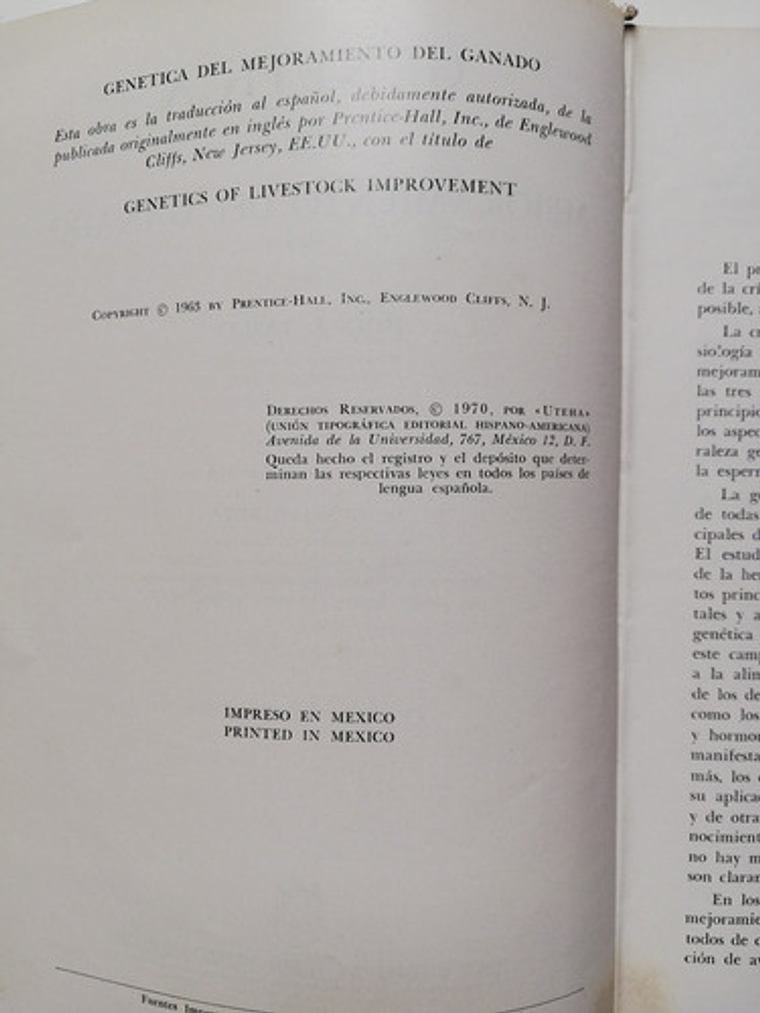 GENETICA DEL MEJORAMIENTO DEL GANADO
Esta obra es la traducción al español, debidamente autorizada, de la
publicada originalmente en inglés por Prentice-Hall, Inc., de Englewood
Cliffs, New Jersey, EE.UU., con el título de
GENETICS OF LIVESTOCK IMPROVEMENT
COPYRIGHT © 1963 BY PRENTICE-HALL, INC., ENGLEWOOD CLIFFS, N. J.
DERECHOS RESERVADOS, © 1970, POR «UTEHA»
(UNIÓN TIPOGRÁFICA EDITORIAL HISPANO-AMERICANA)
Avenida de la Universidad, 767, México 12, D. F.
Queda hecho el registro y el depósito que deter-
minan las respectivas leyes en todos los países de
lengua española.
IMPRESO EN MEXICO
PRINTED IN MEXICO
Fuentes
El
de la
posible,
La
siología
mejoram
las tres
principio
los aspec
raleza
la esperm
La
de todas
cipales
El estud
de la
tos princ
tales y
genética
este camp
a la alim
de los de
como los
y hormo
manifesta
más, los
su aplica
y de otra
nocimient
no hay m
son claram
En los
mejoramie
todos de
ción de